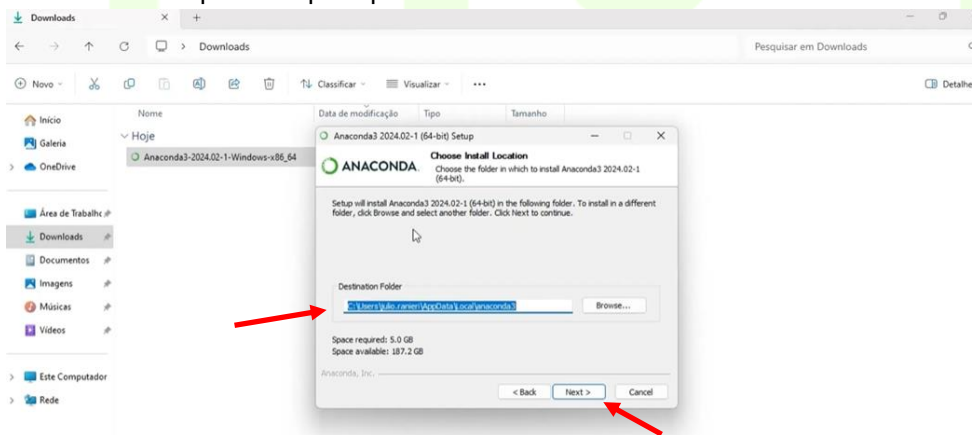 Downloads
Downloads
Pesquisar em Downloads
Novo
Classificar
Visualizar
Detalhe
Início
Galeria
OneDrive
Área de Trabalhc
Downloads
Documentos
Imagens
Músicas
Vídeos
Este Computador
Rede
Nome
Data de modificação
Tipo
Tamanho
Hoje
Anaconda3-2024.02-1-Windows-x86_64
Anaconda3 2024.02-1 (64-bit) Setup
ANACONDA.
Choose Install Location
Choose the folder in which to install Anaconda3 2024.02-1
(64-bit).
Setup will install Anaconda3 2024.02-1 (64-bit) in the following folder. To install in a different
folder, click Browse and select another folder. Click Next to continue.
Destination Folder
C:\Users\julio.ranieri\AppData\Local\anaconda3
Browse...
Space required: 5.0 GB
Space available: 187.2 GB
Anaconda, Inc.
< Back
Next >
Cancel